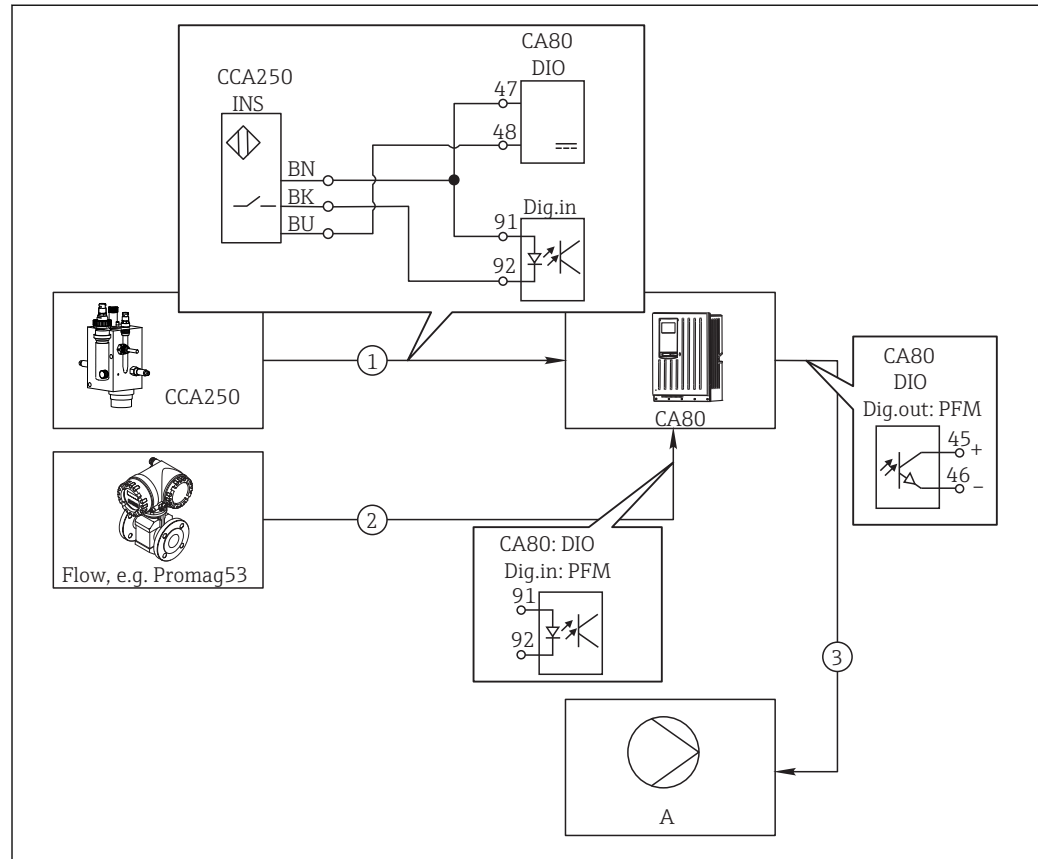 CA80
DIO
CCA250
INS
47
48
BN
BK
BU
Dig.in
91
92
CCA250
1
CA80
CA80
DIO
Dig.out: PFM
45 +
46 -
Flow, e.g. Promag53
2
CA80: DIO
Dig.in: PFM
91
92
3
A